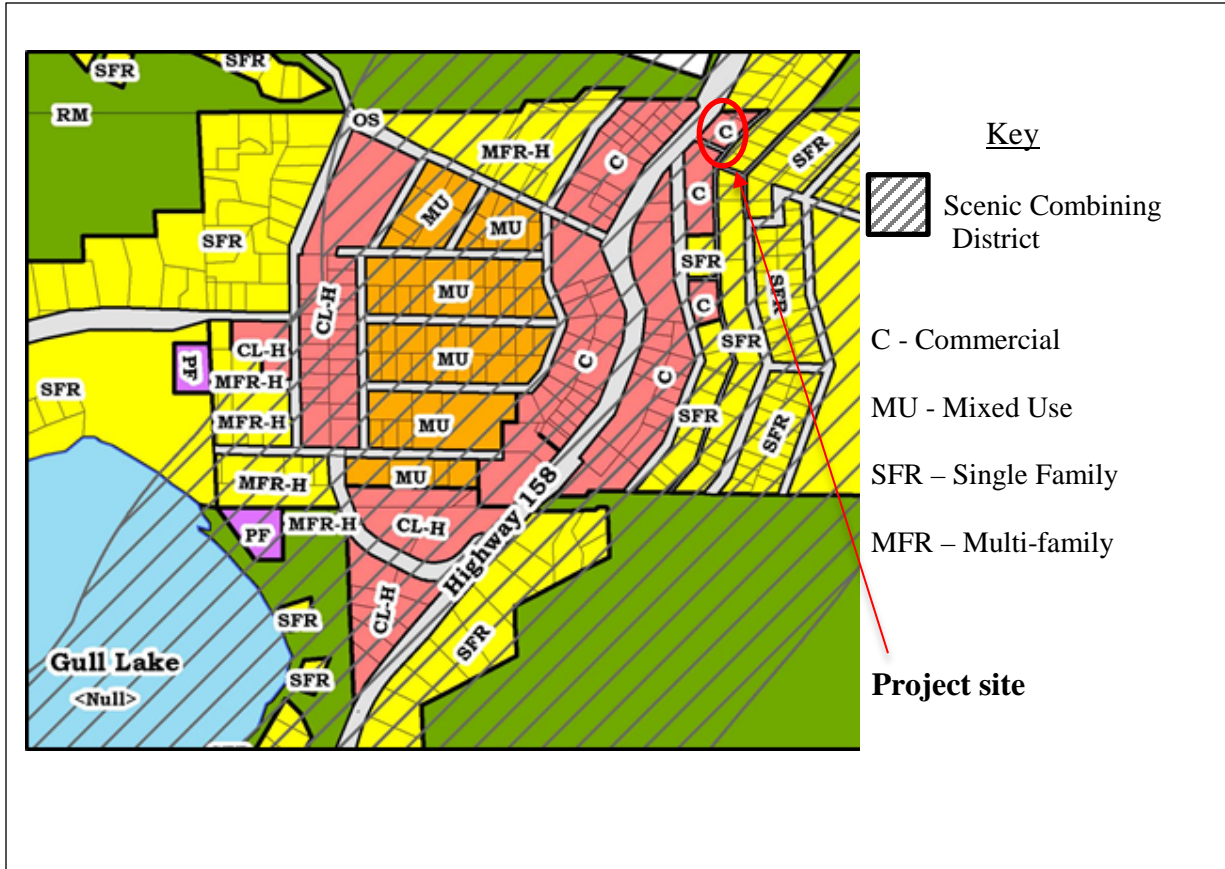 SFR
SFR
RM
OS
MFR-H
C
C
SFR
MU
MU
C
SFR
SFR
MU
SFR
CL-H
C
CL-H
PF
MU
SFR
C
C
SFR
MFR-H
MFR-H
MU
SFR
SFR
MU
MFR-H
PF
MFR-H
CL-H
Highway 158
CL-H
SFR
SFR
Gull Lake
<Null>
SFR
Key
Scenic Combining
District
C - Commercial
MU - Mixed Use
SFR – Single Family
MFR – Multi-family
Project site